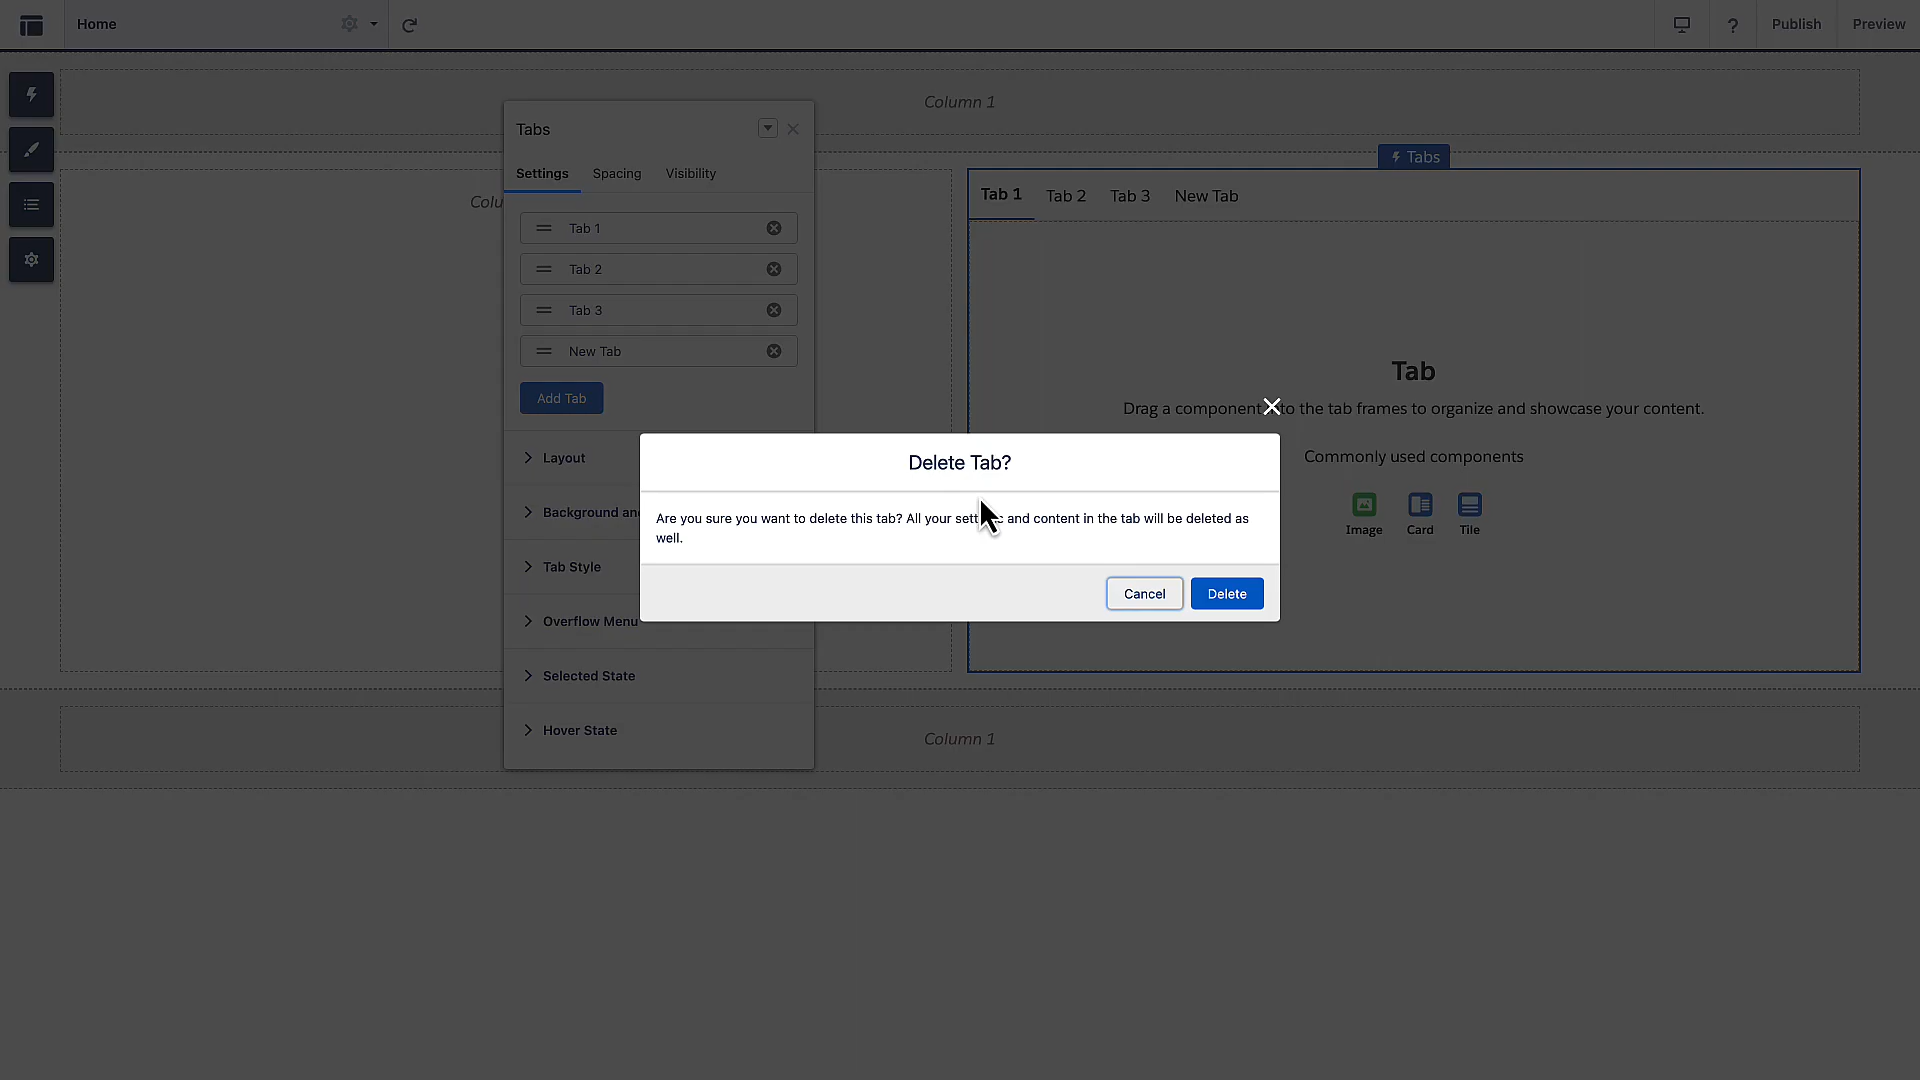 Home
?
Publish
Preview
Column 1
Tabs
Tabs
Settings
Spacing
Visibility
Tab 1
Tab 2
Tab 3
New Tab
Add Tab
Layout
Background
Tab Style
Overflow Menu
Selected State
Hover State
Tab 1
Tab 2
Tab 3
New Tab
Tab
Drag a component to the tab frames to organize and showcase your content.
Commonly used components
Image
Card
Tile
Delete Tab?
Are you sure you want to delete this tab? All your and content in the tab will be deleted as
well.
Cancel
Delete
Column 1